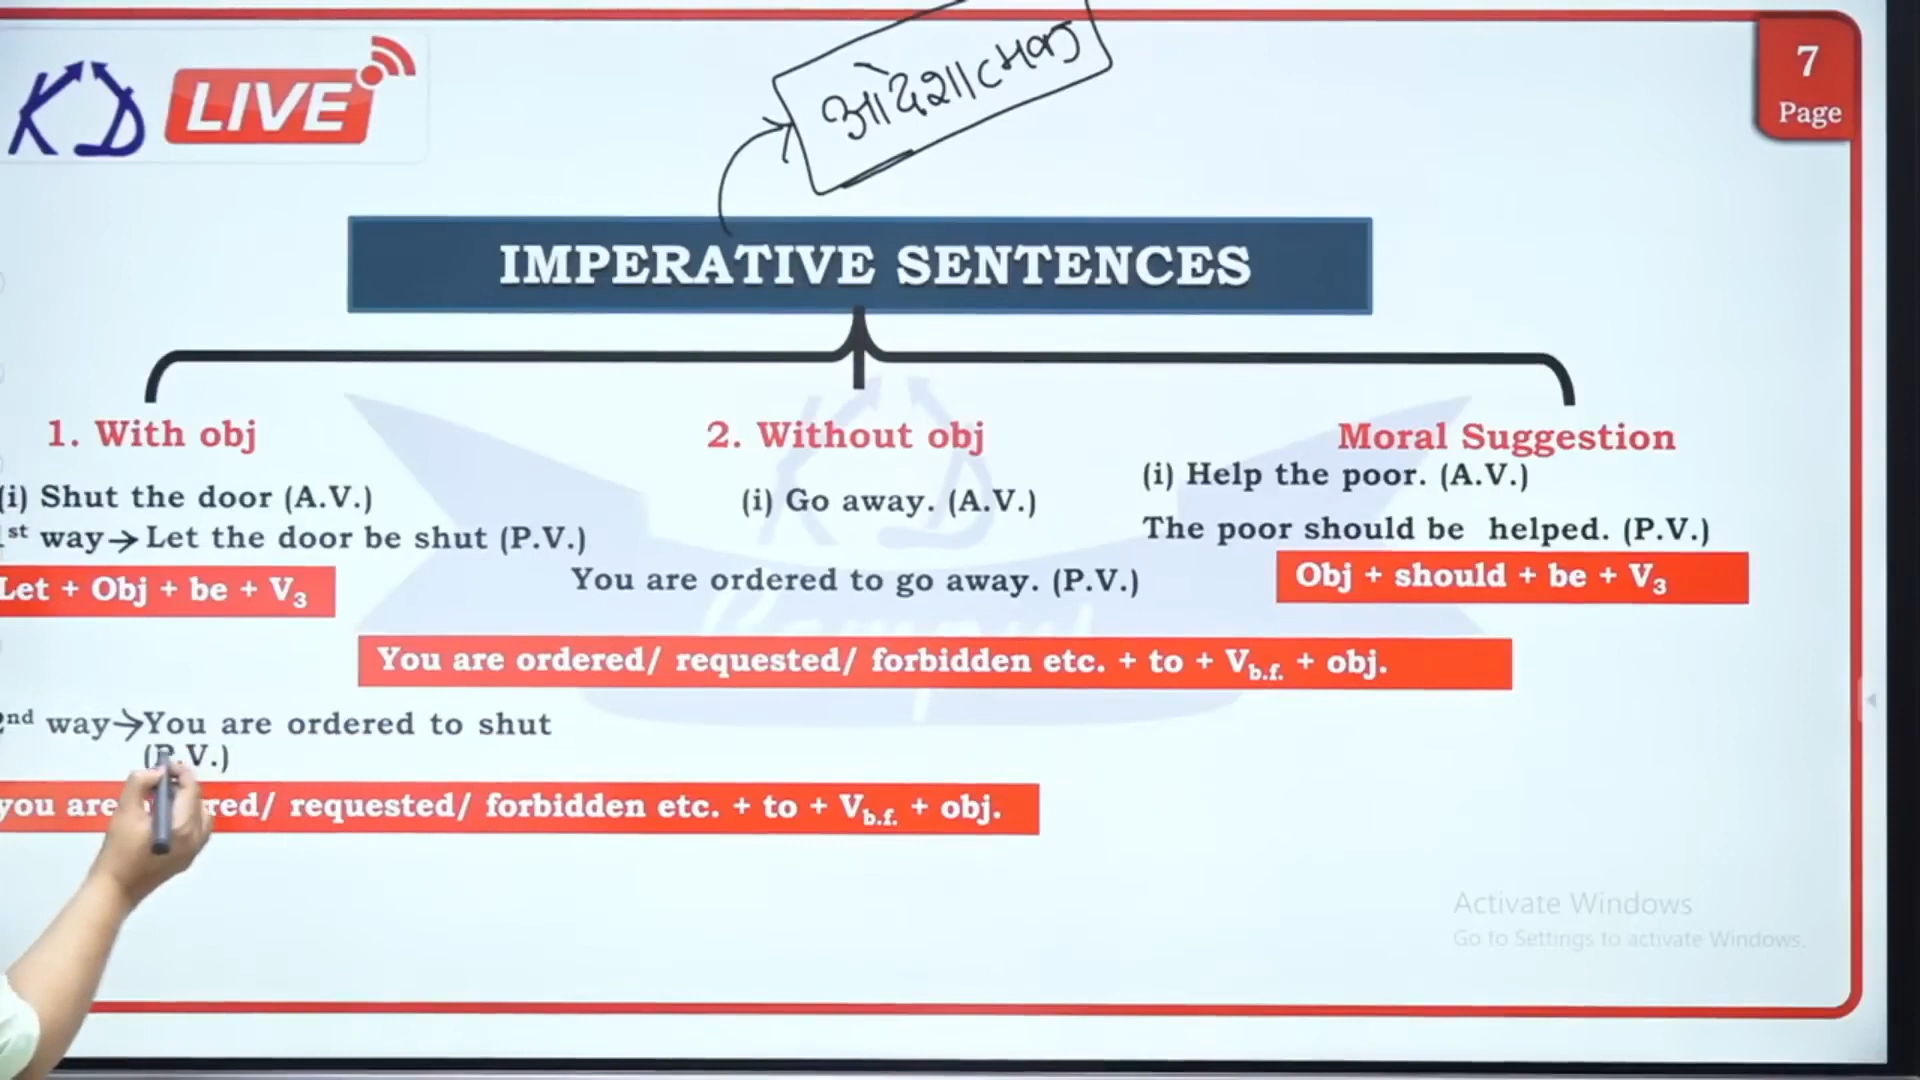 आदेशात्मक
KD LIVE
7
Page
IMPERATIVE SENTENCES
1. With obj
(i) Shut the door (A.V.)
1st way→Let the door be shut (P.V.)
Let + Obj + be + V3
2. Without obj
(i) Go away. (A.V.)
You are ordered to go away. (P.V.)
Moral Suggestion
(i) Help the poor. (A.V.)
The poor should be helped. (P.V.)
Obj + should + be + V3
You are ordered/ requested/ forbidden etc. + to + Vb.f. + obj.
2nd way→You are ordered to shut
(P.V.)
you are red/ requested/ forbidden etc. + to + Vb.f. + obj.
Activate Windows
Go to Settings to activate Windows.